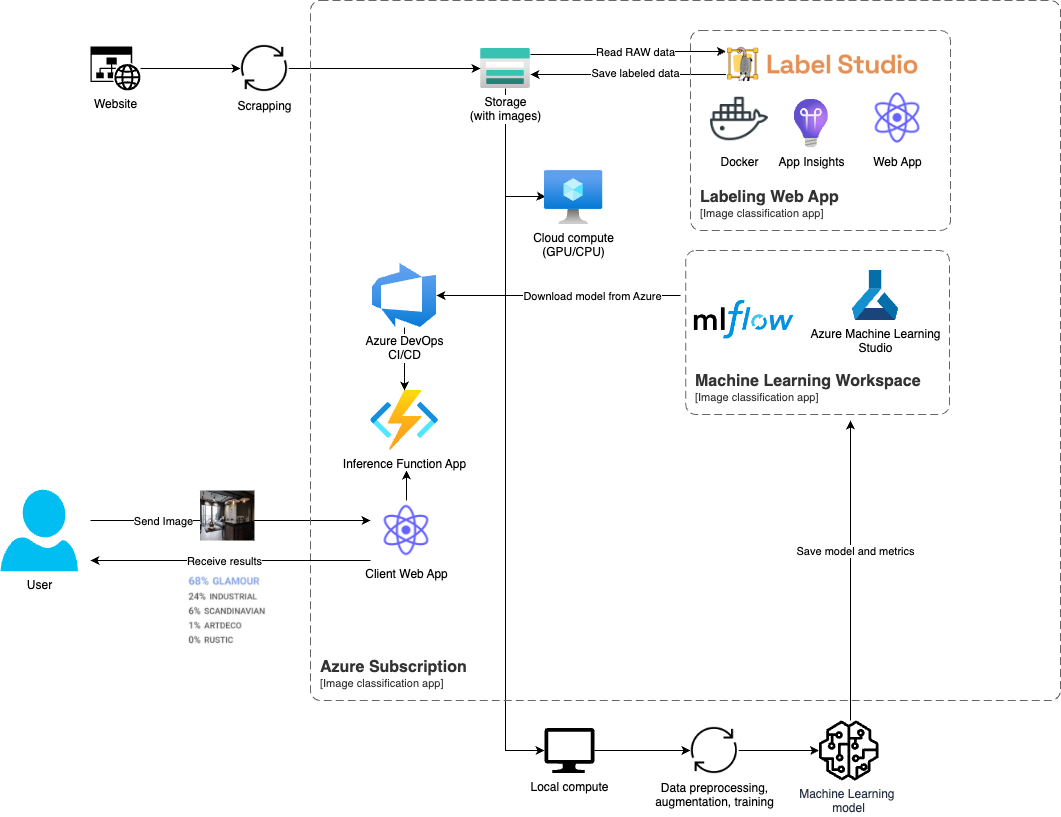 Website
Scrapping
Storage
(with images)
Read RAW data
Save labeled data
Label Studio
Docker
App Insights
Web App
Labeling Web App
[Image classification app]
Cloud compute
(GPU/CPU)
Download model from Azure
Azure DevOps
CI/CD
mlflow
Azure Machine Learning
Studio
Machine Learning Workspace
[Image classification app]
Inference Function App
User
Send Image
Receive results
68% GLAMOUR
24% INDUSTRIAL
6% SCANDINAVIAN
1% ARTDECO
0% RUSTIC
Client Web App
Save model and metrics
Azure Subscription
[Image classification app]
Local compute
Data preprocessing,
augmentation, training
Machine Learning
model